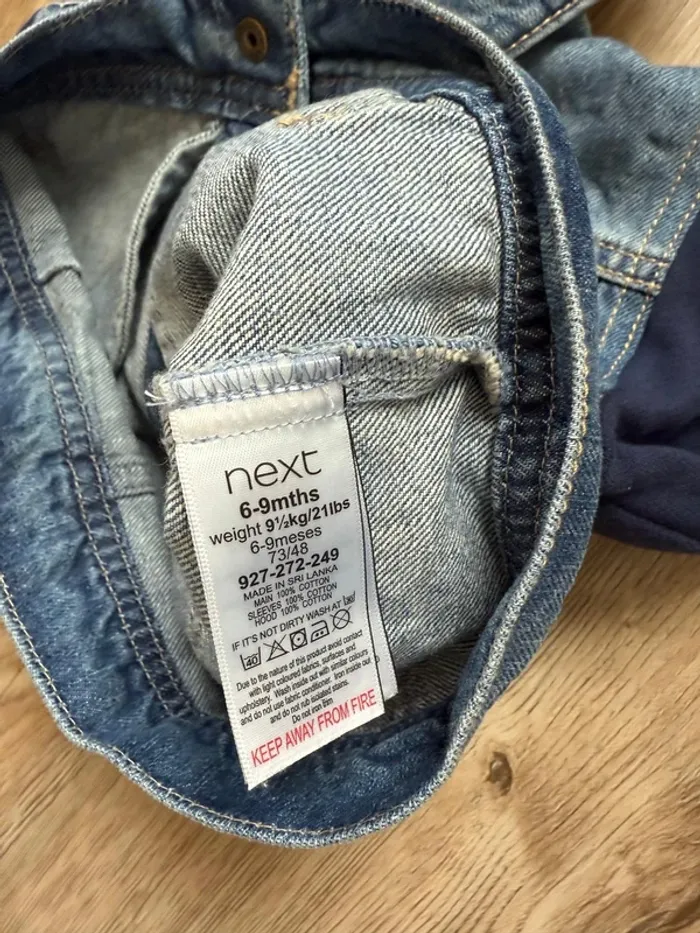 next
6-9mths
weight 9½kg/21lbs
6-9meses
73/48
927-272-249
MADE IN SRI LANKA
MAIN 100% COTTON
SLEEVES 100% COTTON
HOOD 100% COTTON
IF IT'S NOT DIRTY WASH AT 30
40
Due to the nature of this product avoid contact
with light coloured fabrics, surfaces and
upholstery. Wash inside out with similar colours
and do not use fabric conditioner. Iron inside out
and do not rub isolated stains.
Do not iron trim
KEEP AWAY FROM FIRE